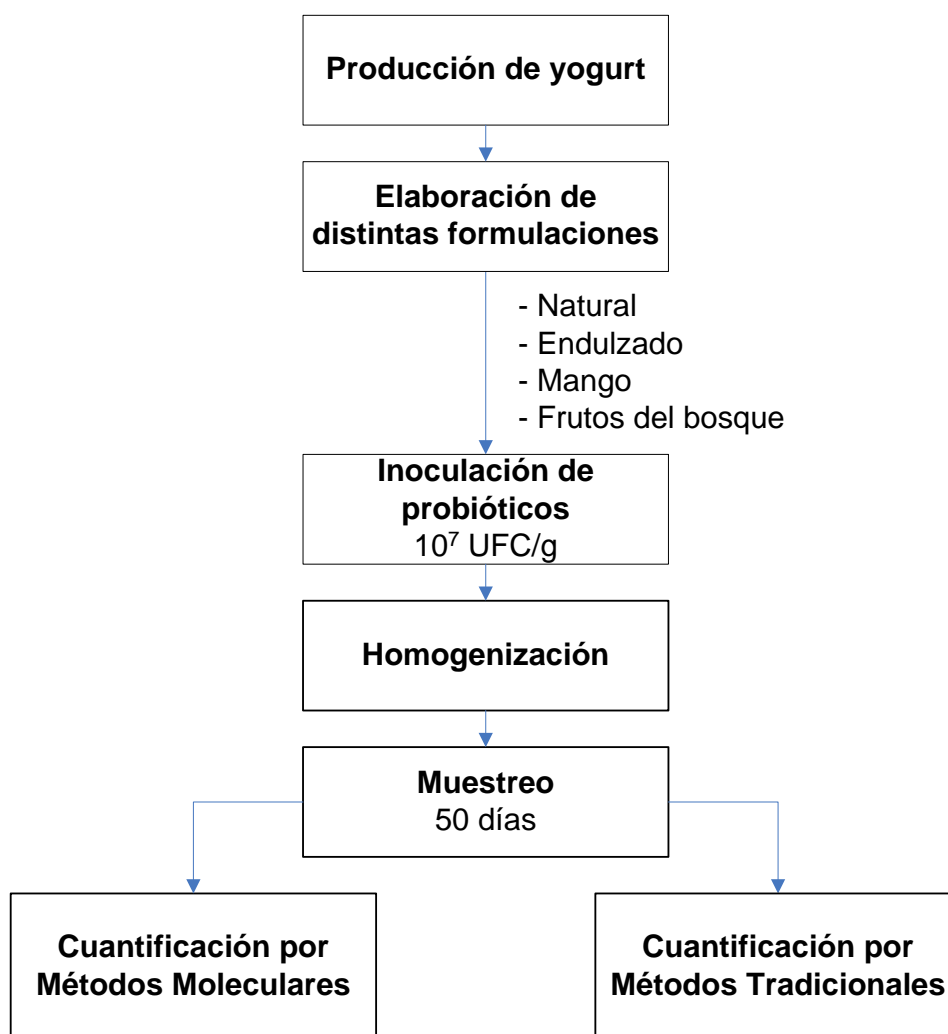 Producción de yogurt
Elaboración de
distintas formulaciones
- Natural
- Endulzado
- Mango
- Frutos del bosque
Inoculación de
probióticos
10⁷ UFC/g
Homogenización
Muestreo
50 días
Cuantificación por
Métodos Moleculares
Cuantificación por
Métodos Tradicionales